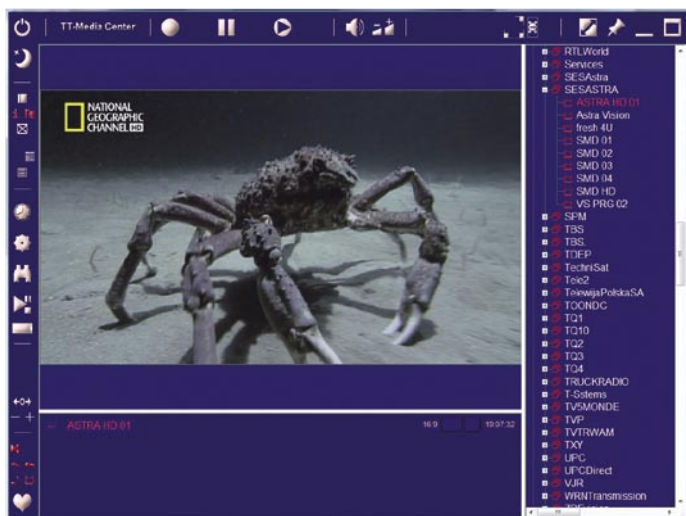 TT-Media Center
NATIONAL
GEOGRAPHIC
CHANNEL HD
ASTRA HD 01
16:9
19:07:32
RTLWorld
Services
SESAstra
SESASTRA
ASTRA HD 01
Astra Vision
fresh 4U
SMD 01
SMD 02
SMD 03
SMD 04
SMD HD
VS PRG 02
SPM
TBS
TBS.
TDEP
TechniSat
Tele2
TelewijaPolskaSA
TOONDC
TQ1
TQ10
TQ2
TQ3
TQ4
TRUCKRADIO
T-Sstems
TV5MONDE
TVP
TVTRWAM
TXY
UPC
UPCDirect
VJR
WRNTransmission